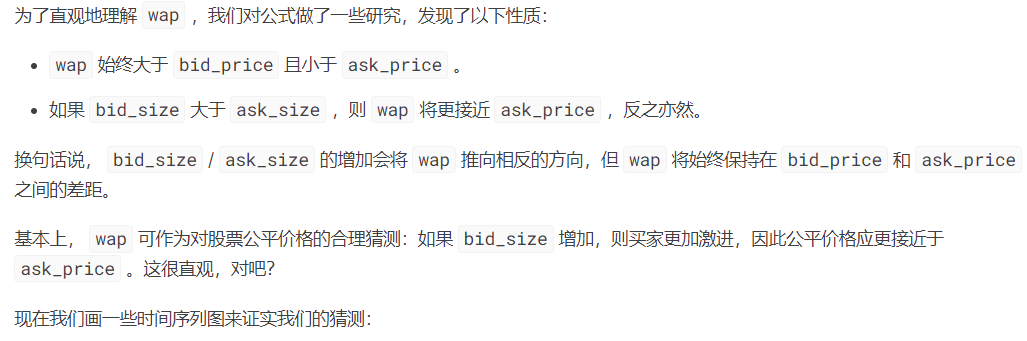 为了直观地理解 wap ，我们对公式做了一些研究，发现了以下性质：
• wap 始终大于 bid_price 且小于 ask_price 。
• 如果 bid_size 大于 ask_size ，则 wap 将更接近 ask_price ，反之亦然。
换句话说， bid_size / ask_size 的增加会将 wap 推向相反的方向，但 wap 将始终保持在 bid_price 和 ask_price
之间的差距。
基本上， wap 可作为对股票公平价格的合理猜测：如果 bid_size 增加，则买家更加激进，因此公平价格应更接近于
ask_price 。这很直观，对吧？
现在我们画一些时间序列图来证实我们的猜测：